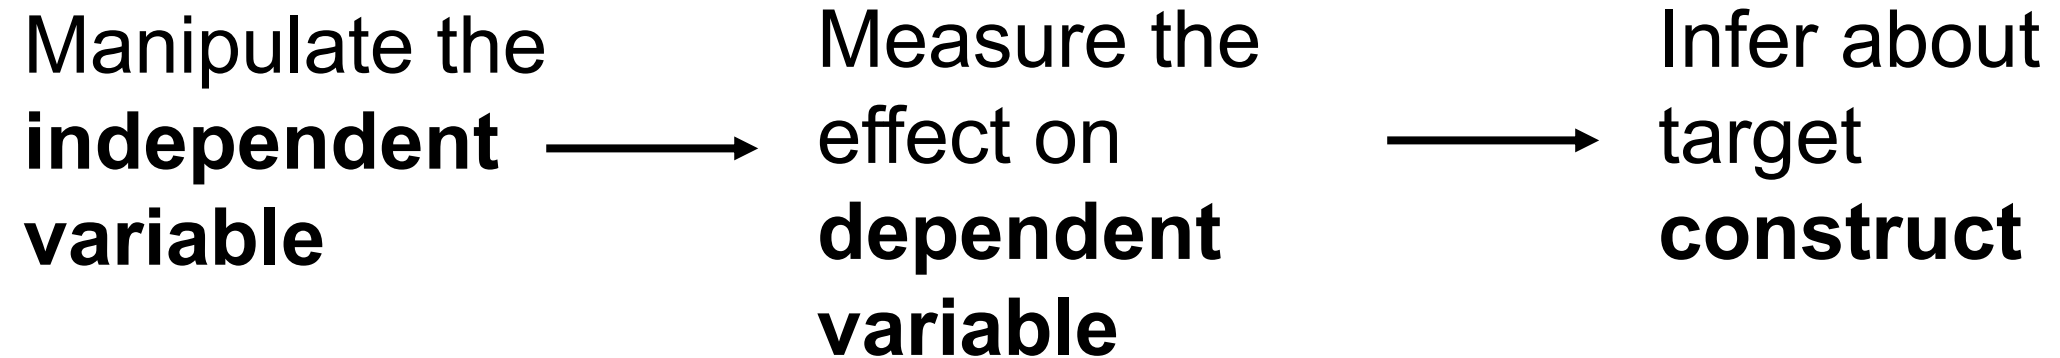 Manipulate the
independent
variable
Measure the
effect on
dependent
variable
Infer about
target
construct